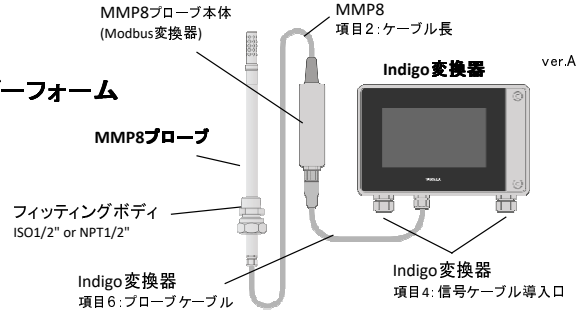 MMP8プローブ本体
(Modbus変換器)
MMP8
項目2:ケーブル長
Indigo変換器
ver.A
ーフォーム
MMP8プローブ
VAISALA
フィッティングボディ
ISO1/2" or NPT1/2"
Indigo変換器
項目6:プローブケーブル
Indigo変換器
項目4:信号ケーブル導入口